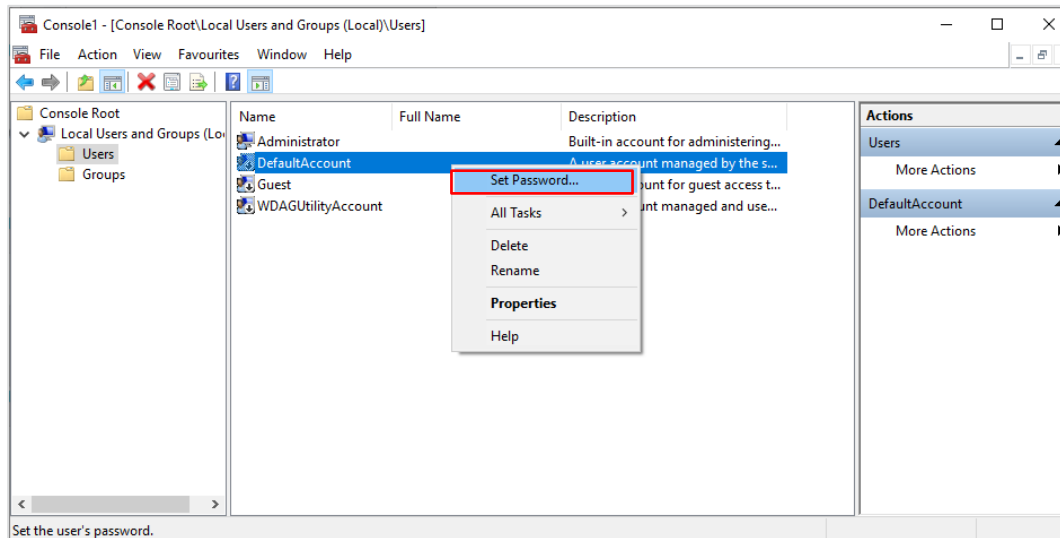 Console1 - [Console Root\Local Users and Groups (Local)\Users]
File Action View Favourites Window Help
Console Root
Local Users and Groups (Lo
Users
Groups
Name Full Name Description
Administrator Built-in account for administering...
DefaultAccount A user account managed by the s...
Guest ount for guest access t...
WDAGUtilityAccount unt managed and use...
Set Password...
All Tasks
Delete
Rename
Properties
Help
Actions
Users
More Actions
DefaultAccount
More Actions
Set the user's password.